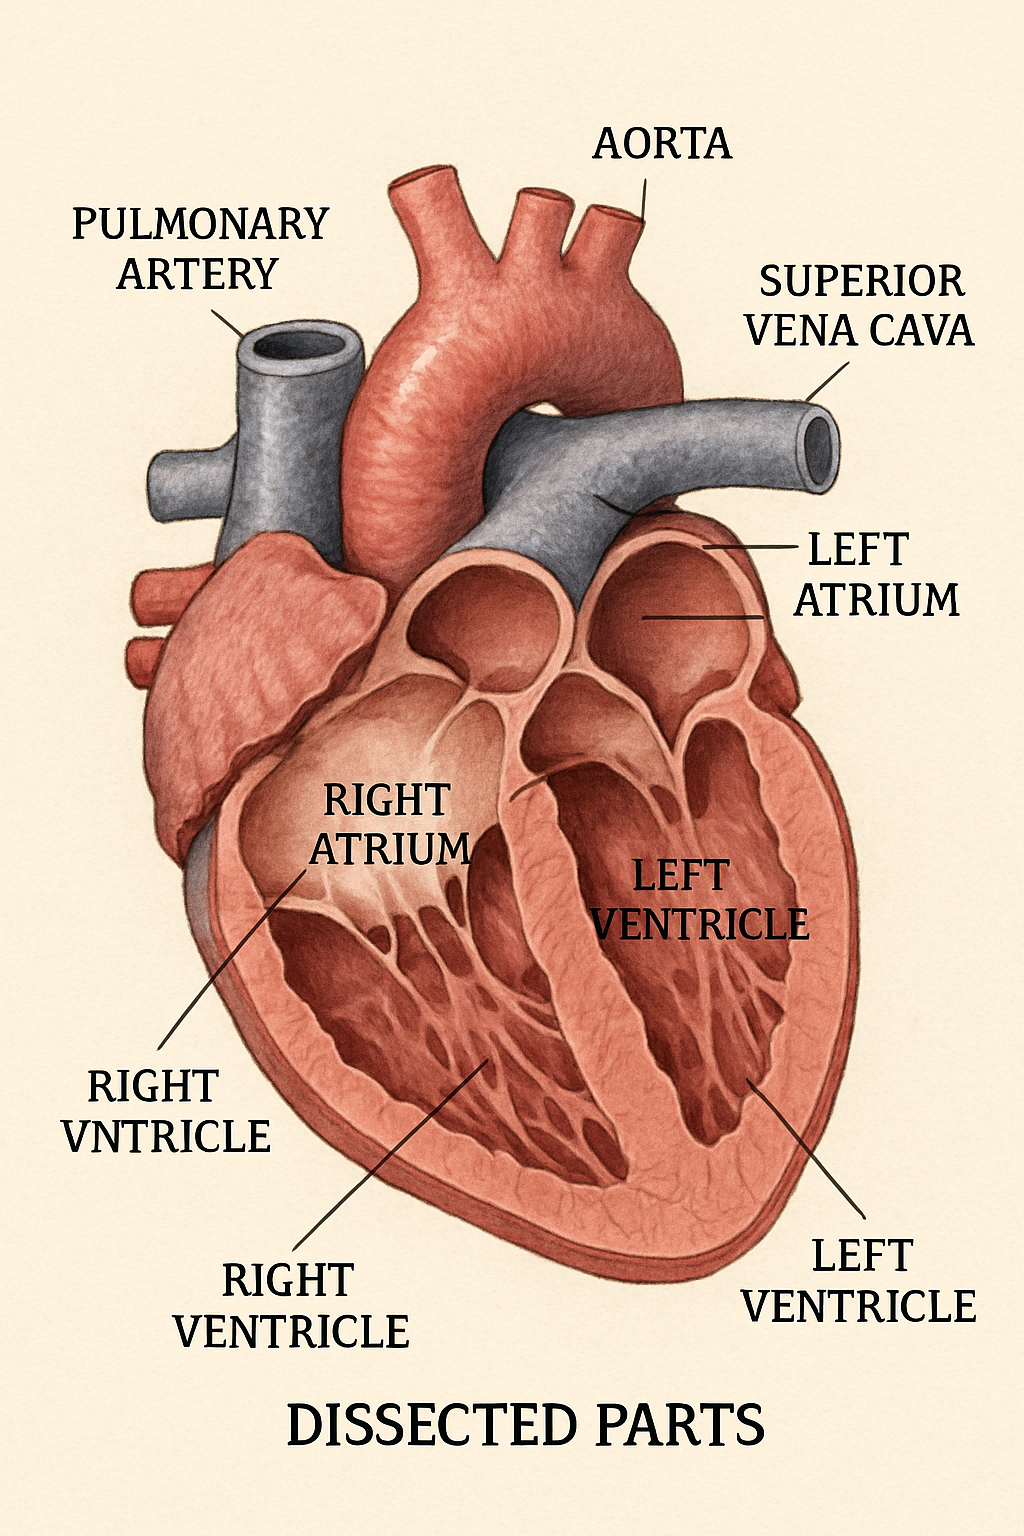 AORTA
PULMONARY
ARTERY
SUPERIOR
VENA CAVA
LEFT
ATRIUM
RIGHT
ATRIUM
LEFT
VENTRICLE
RIGHT
VNTRICLE
RIGHT
VENTRICLE
LEFT
VENTRICLE
DISSECTED PARTS